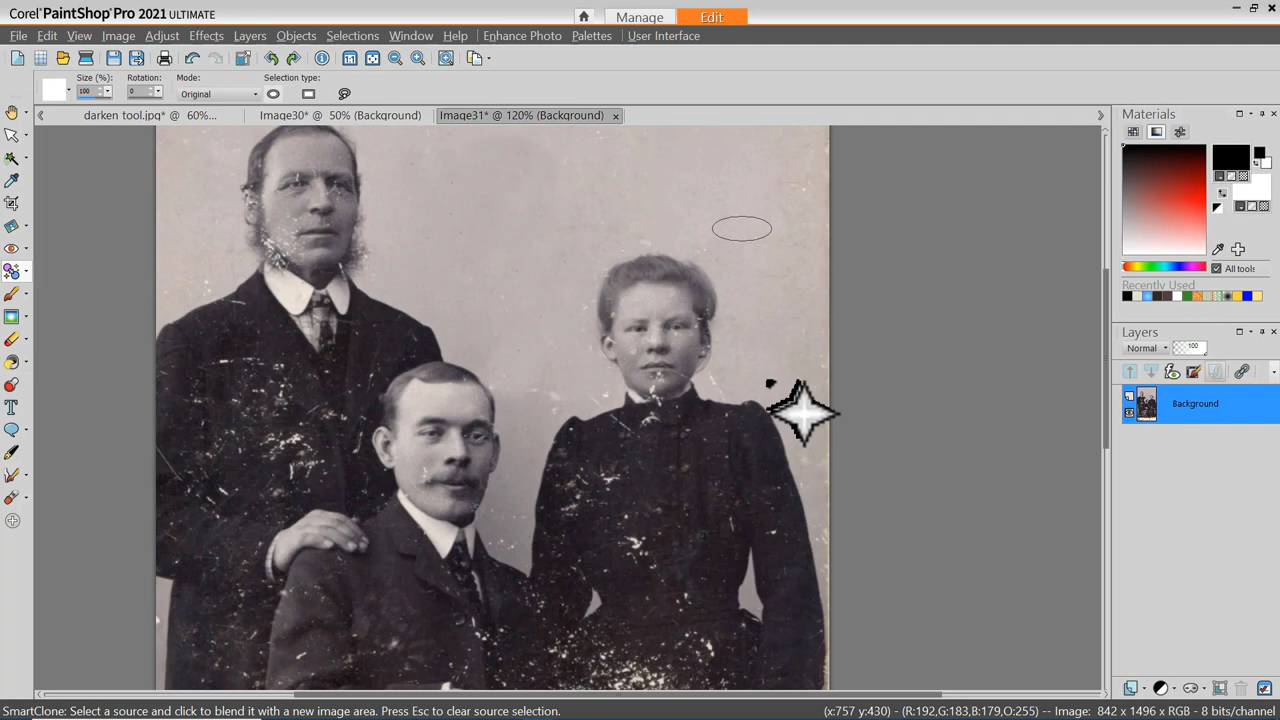 Corel® PaintShop® Pro 2021 ULTIMATE
Manage
Edit
File Edit View Image Adjust Effects Layers Objects Selections Window Help Enhance Photo Palettes User Interface
Size (%): Rotation: Mode: Selection type:
100 0 Original
darken tool.jpg* @ 60%... Image30* @ 50% (Background) Image31* @ 120% (Background)
Materials
All tools
Recently Used
Layers
Normal 100
Background
SmartClone: Select a source and click to blend it with a new image area. Press Esc to clear source selection.
(x:757 y:430) - (R:192,G:183,B:179,O:255) -- Image: 842 x 1496 x RGB - 8 bits/channel